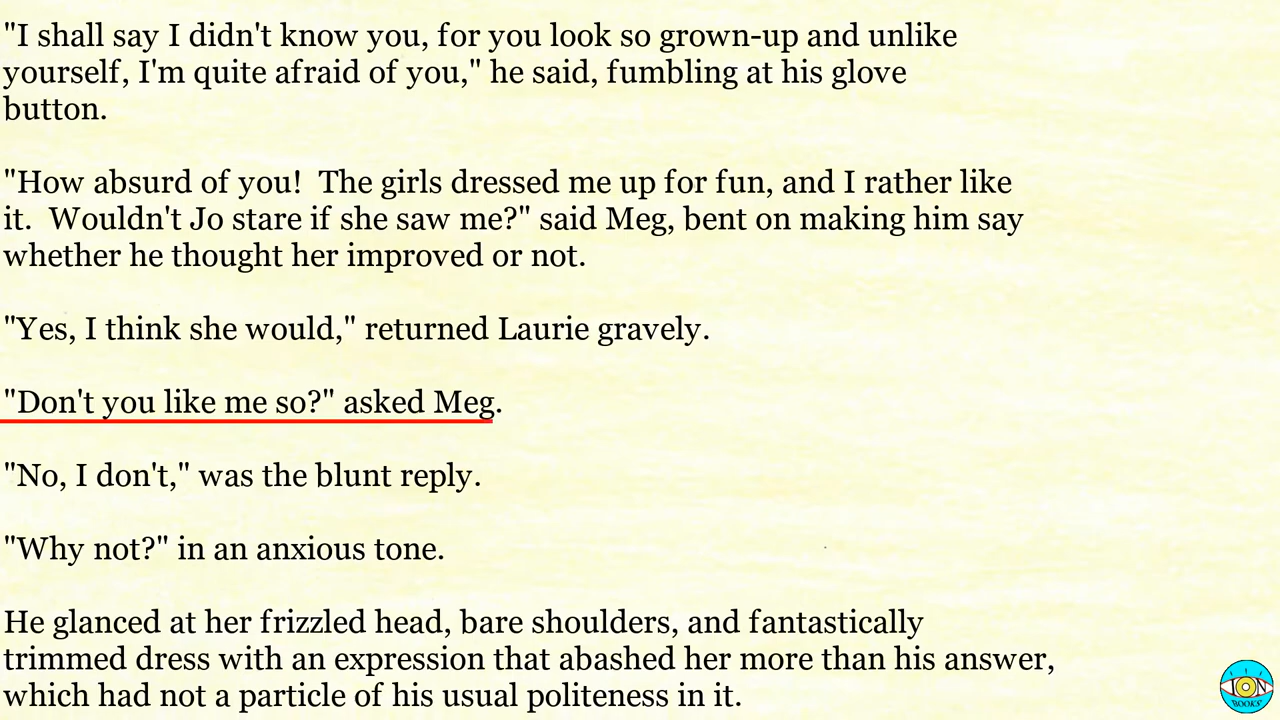 "I shall say I didn't know you, for you look so grown-up and unlike
yourself, I'm quite afraid of you," he said, fumbling at his glove
button.
"How absurd of you!  The girls dressed me up for fun, and I rather like
it.  Wouldn't Jo stare if she saw me?" said Meg, bent on making him say
whether he thought her improved or not.
"Yes, I think she would," returned Laurie gravely.
"Don't you like me so?" asked Meg.
"No, I don't," was the blunt reply.
"Why not?" in an anxious tone.
He glanced at her frizzled head, bare shoulders, and fantastically
trimmed dress with an expression that abashed her more than his answer,
which had not a particle of his usual politeness in it.
ION
BOOKS